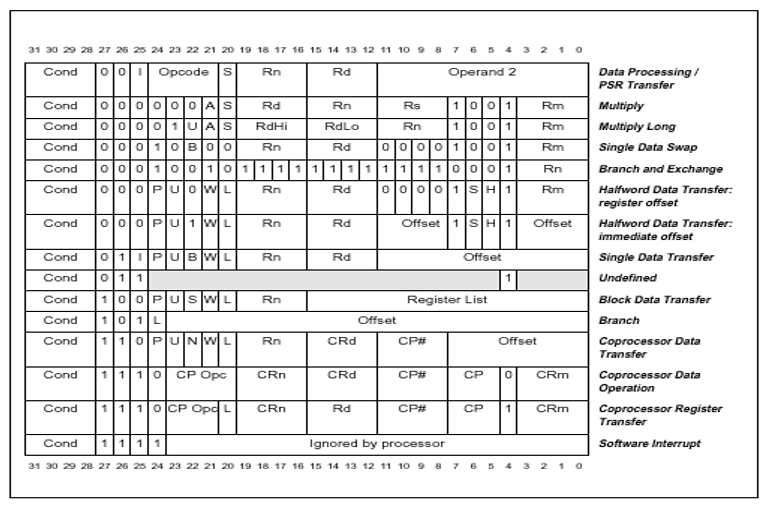 31 30 29 28 27 26 25 24 23 22 21 20 19 18 17 16 15 14 13 12 11 10 9 8 7 6 5 4 3 2 1 0
Cond 0 0 I Opcode S Rn Rd Operand 2 Data Processing /
PSR Transfer
Cond 0 0 0 0 0 0 A S Rd Rn Rs 1 0 0 1 Rm Multiply
Cond 0 0 0 0 1 U A S RdHi RdLo Rn 1 0 0 1 Rm Multiply Long
Cond 0 0 0 1 0 B 0 0 Rn Rd 0 0 0 0 1 0 0 1 Rm Single Data Swap
Cond 0 0 0 1 0 0 1 0 1 1 1 1 1 1 1 1 1 1 1 1 0 0 0 1 Rn Branch and Exchange
Cond 0 0 0 P U 0 W L Rn Rd 0 0 0 0 1 S H 1 Rm Halfword Data Transfer:
register offset
Cond 0 0 0 P U 1 W L Rn Rd Offset 1 S H 1 Offset Halfword Data Transfer:
immediate offset
Cond 0 1 I P U B W L Rn Rd Offset Single Data Transfer
Cond 0 1 1 1 Undefined
Cond 1 0 0 P U S W L Rn Register List Block Data Transfer
Cond 1 0 1 L Offset Branch
Cond 1 1 0 P U N W L Rn CRd CP# Offset Coprocessor Data
Transfer
Cond 1 1 1 0 CP Opc CRn CRd CP# CP 0 CRm Coprocessor Data
Operation
Cond 1 1 1 0 CP Opc L CRn Rd CP# CP 1 CRm Coprocessor Register
Transfer
Cond 1 1 1 1 Ignored by processor Software Interrupt
31 30 29 28 27 26 25 24 23 22 21 20 19 18 17 16 15 14 13 12 11 10 9 8 7 6 5 4 3 2 1 0